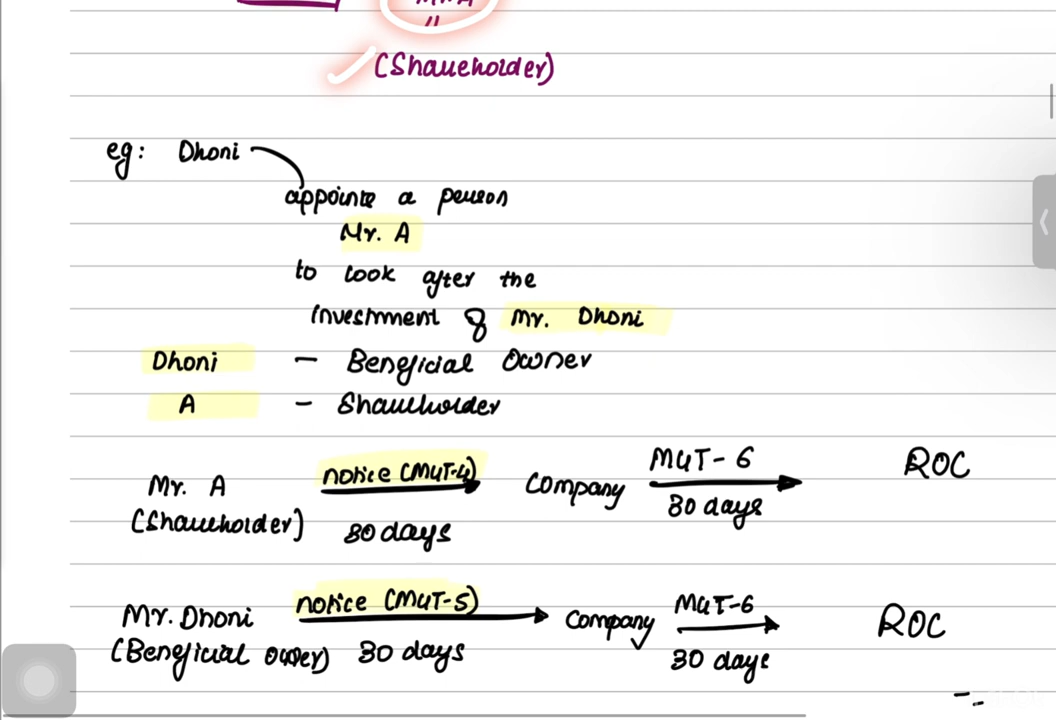 (Shareholder)
eg: Dhoni
appoints a person
Mr. A
to look after the
investment of Mr. Dhoni
Dhoni - Beneficial Owner
A - Shareholder
Mr. A notice (MGT-4) Company MGT-6 ROC
(Shareholder) 30 days 30 days
Mr. Dhoni notice (MGT-5) Company MGT-6 ROC
(Beneficial owner) 30 days 30 days